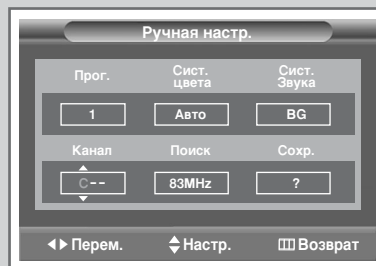 Ручная настр.
Прог. Сист. цвета Сист. Звука
1 Авто BG
Канал Поиск Сохр.
C-- 83MHz ?
Перем. Настр. Возврат